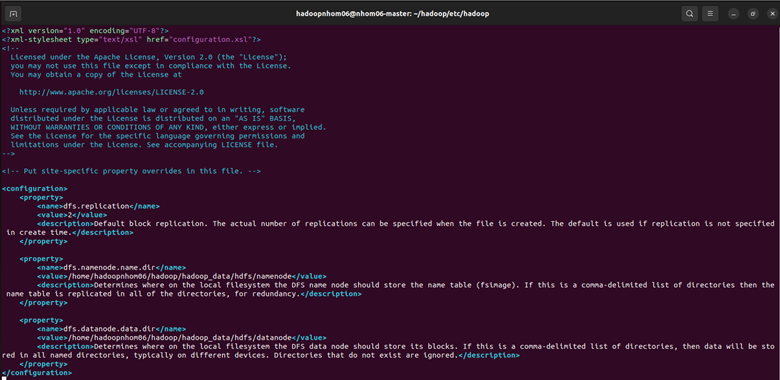 hadoopnhom06@nhom06-master: ~/hadoop/etc/hadoop
<?xml version="1.0" encoding="UTF-8"?>
<?xml-stylesheet type="text/xsl" href="configuration.xsl"?>
<!--
  Licensed under the Apache License, Version 2.0 (the "License");
  you may not use this file except in compliance with the License.
  You may obtain a copy of the License at

    http://www.apache.org/licenses/LICENSE-2.0

  Unless required by applicable law or agreed to in writing, software
  distributed under the License is distributed on an "AS IS" BASIS,
  WITHOUT WARRANTIES OR CONDITIONS OF ANY KIND, either express or implied.
  See the License for the specific language governing permissions and
  limitations under the License. See accompanying LICENSE file.
-->

<!-- Put site-specific property overrides in this file. -->

<configuration>
    <property>
        <name>dfs.replication</name>
        <value>2</value>
        <description>Default block replication. The actual number of replications can be specified when the file is created. The default is used if replication is not specified
 in create time.</description>
    </property>

    <property>
        <name>dfs.namenode.name.dir</name>
        <value>/home/hadoopnhom06/hadoop/hadoop_data/hdfs/namenode</value>
        <description>Determines where on the local filesystem the DFS name node should store the name table (fsimage). If this is a comma-delimited list of directories then the
 name table is replicated in all of the directories, for redundancy.</description>
    </property>

    <property>
        <name>dfs.datanode.data.dir</name>
        <value>/home/hadoopnhom06/hadoop/hadoop_data/hdfs/datanode</value>
        <description>Determines where on the local filesystem the DFS data node should store its blocks. If this is a comma-delimited list of directories, then data will be sto
red in all named directories, typically on different devices. Directories that do not exist are ignored.</description>
    </property>
</configuration>